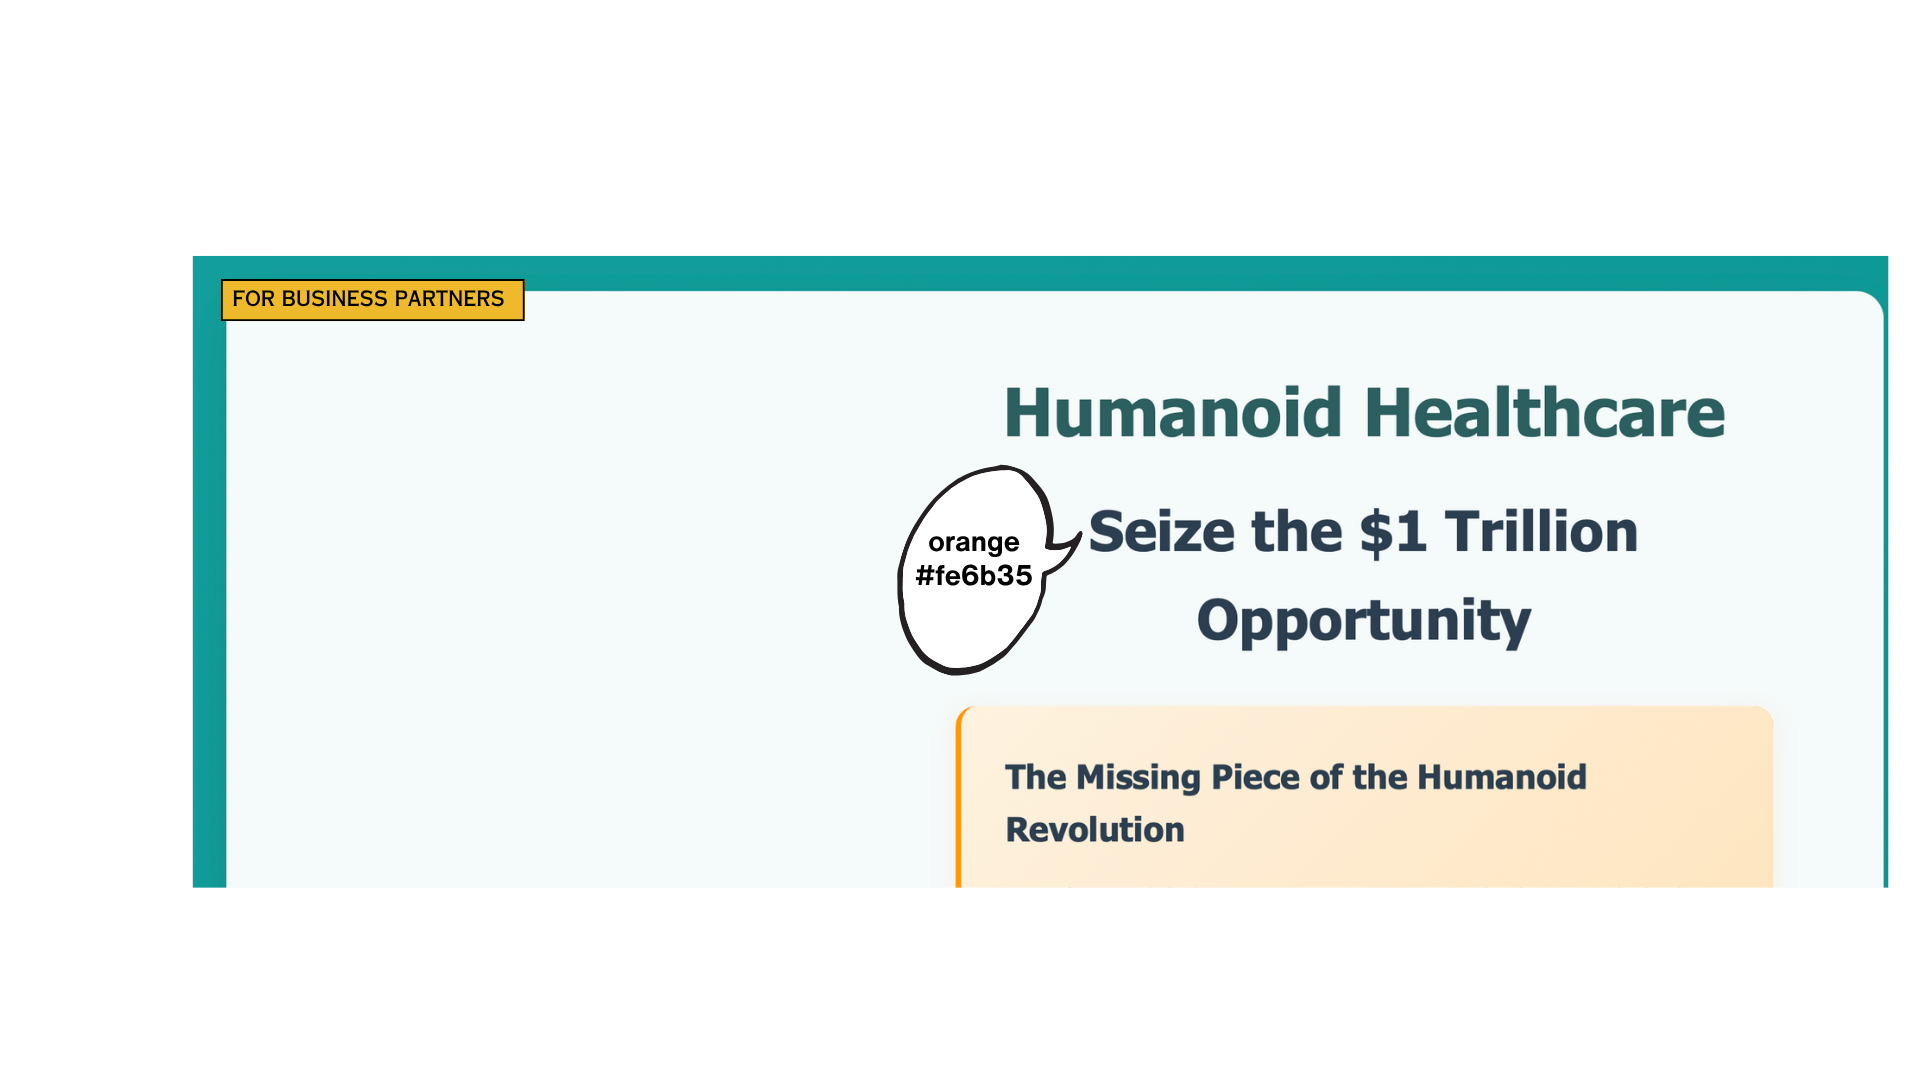 FOR BUSINESS PARTNERS
Humanoid Healthcare
orange
#fe6b35
Seize the $1 Trillion
Opportunity
The Missing Piece of the Humanoid
Revolution